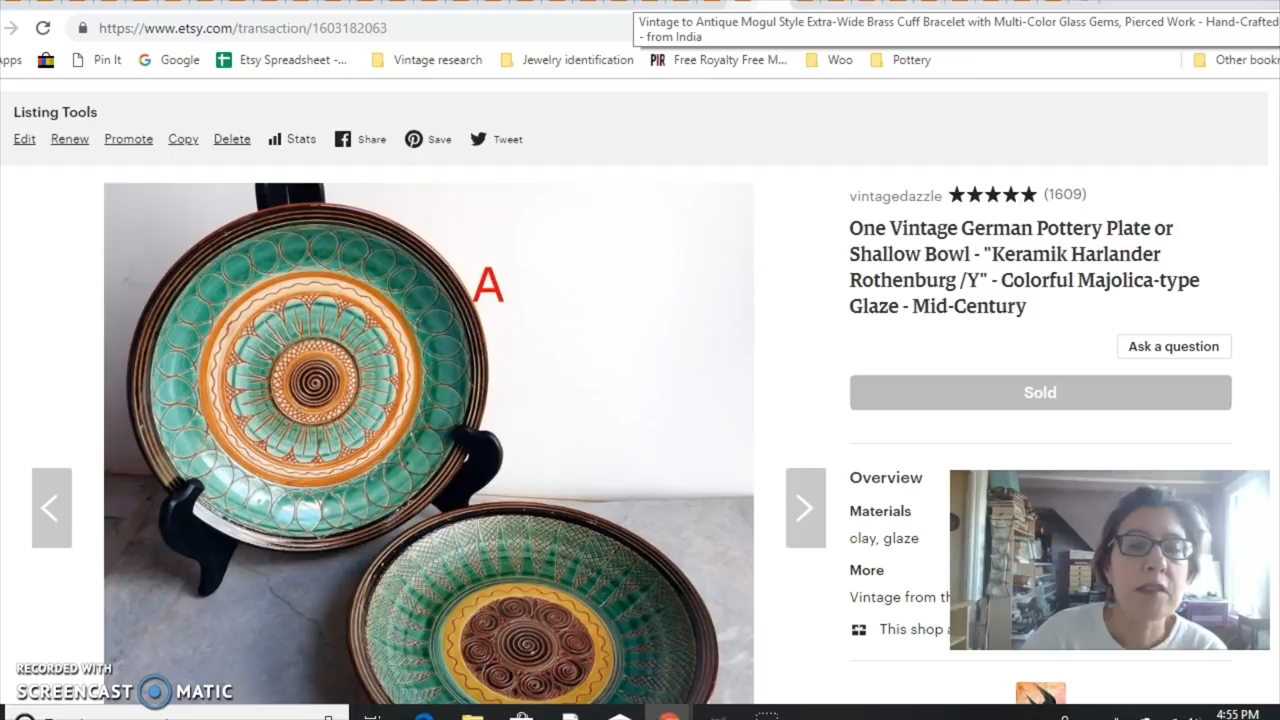 Vintage to Antique Mogul Style Extra-Wide Brass Cuff Bracelet with Multi-Color Glass Gems, Pierced Work - Hand-Crafted
- from India
https://www.etsy.com/transaction/1603182063
pps Pin It Google Etsy Spreadsheet -... Vintage research Jewelry identification PIR Free Royalty Free M... Woo Pottery Other bookr
Listing Tools
Edit Renew Promote Copy Delete Stats Share Save Tweet
vintagedazzle ★★★★★ (1609)
One Vintage German Pottery Plate or
Shallow Bowl - "Keramik Harlander
Rothenburg /Y" - Colorful Majolica-type
Glaze - Mid-Century
A
Ask a question
Sold
Overview
Materials
clay, glaze
More
Vintage from th
This shop a
RECORDED WITH
SCREENCAST MATIC
4:55 PM